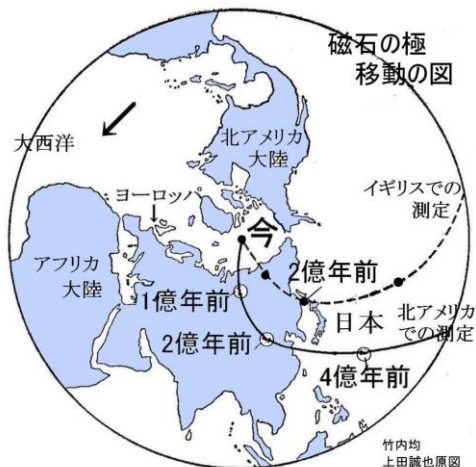 磁石の極
移動の図
大西洋
北アメリカ
大陸
ヨーロッパ
イギリスでの
測定
今
アフリカ
大陸
2億年前
1億年前
日本
北アメリカ
での測定
2億年前
4億年前
竹内均
上田誠也原図